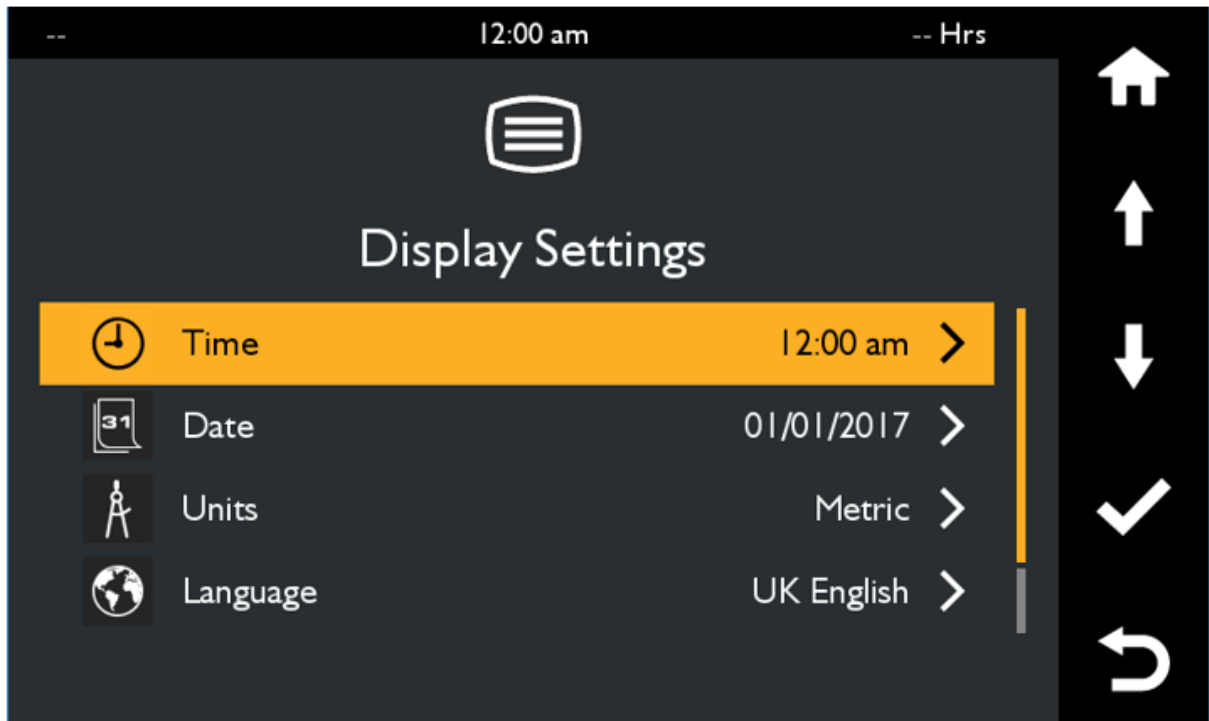 -- 12:00 am -- Hrs
Display Settings
Time 12:00 am
31 Date 01/01/2017
Units Metric
Language UK English